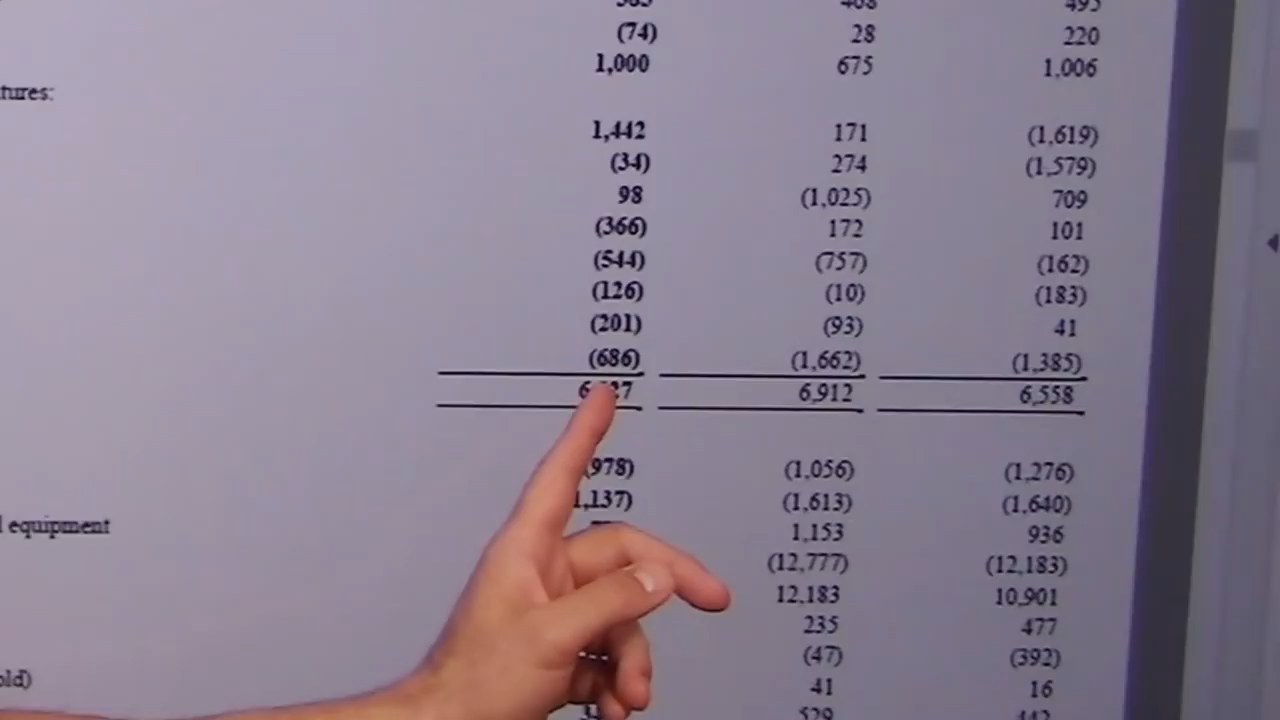 (74) 28 220
1,000 675 1,006
1,442 171 (1,619)
(34) 274 (1,579)
98 (1,025) 709
(366) 172 101
(544) (757) (162)
(126) (10) (183)
(201) (93) 41
(686) (1,662) (1,385)
6,912 6,558
(1,056) (1,276)
(1,613) (1,640)
equipment 1,153 936
(12,777) (12,183)
12,183 10,901
235 477
(47) (392)
41 16